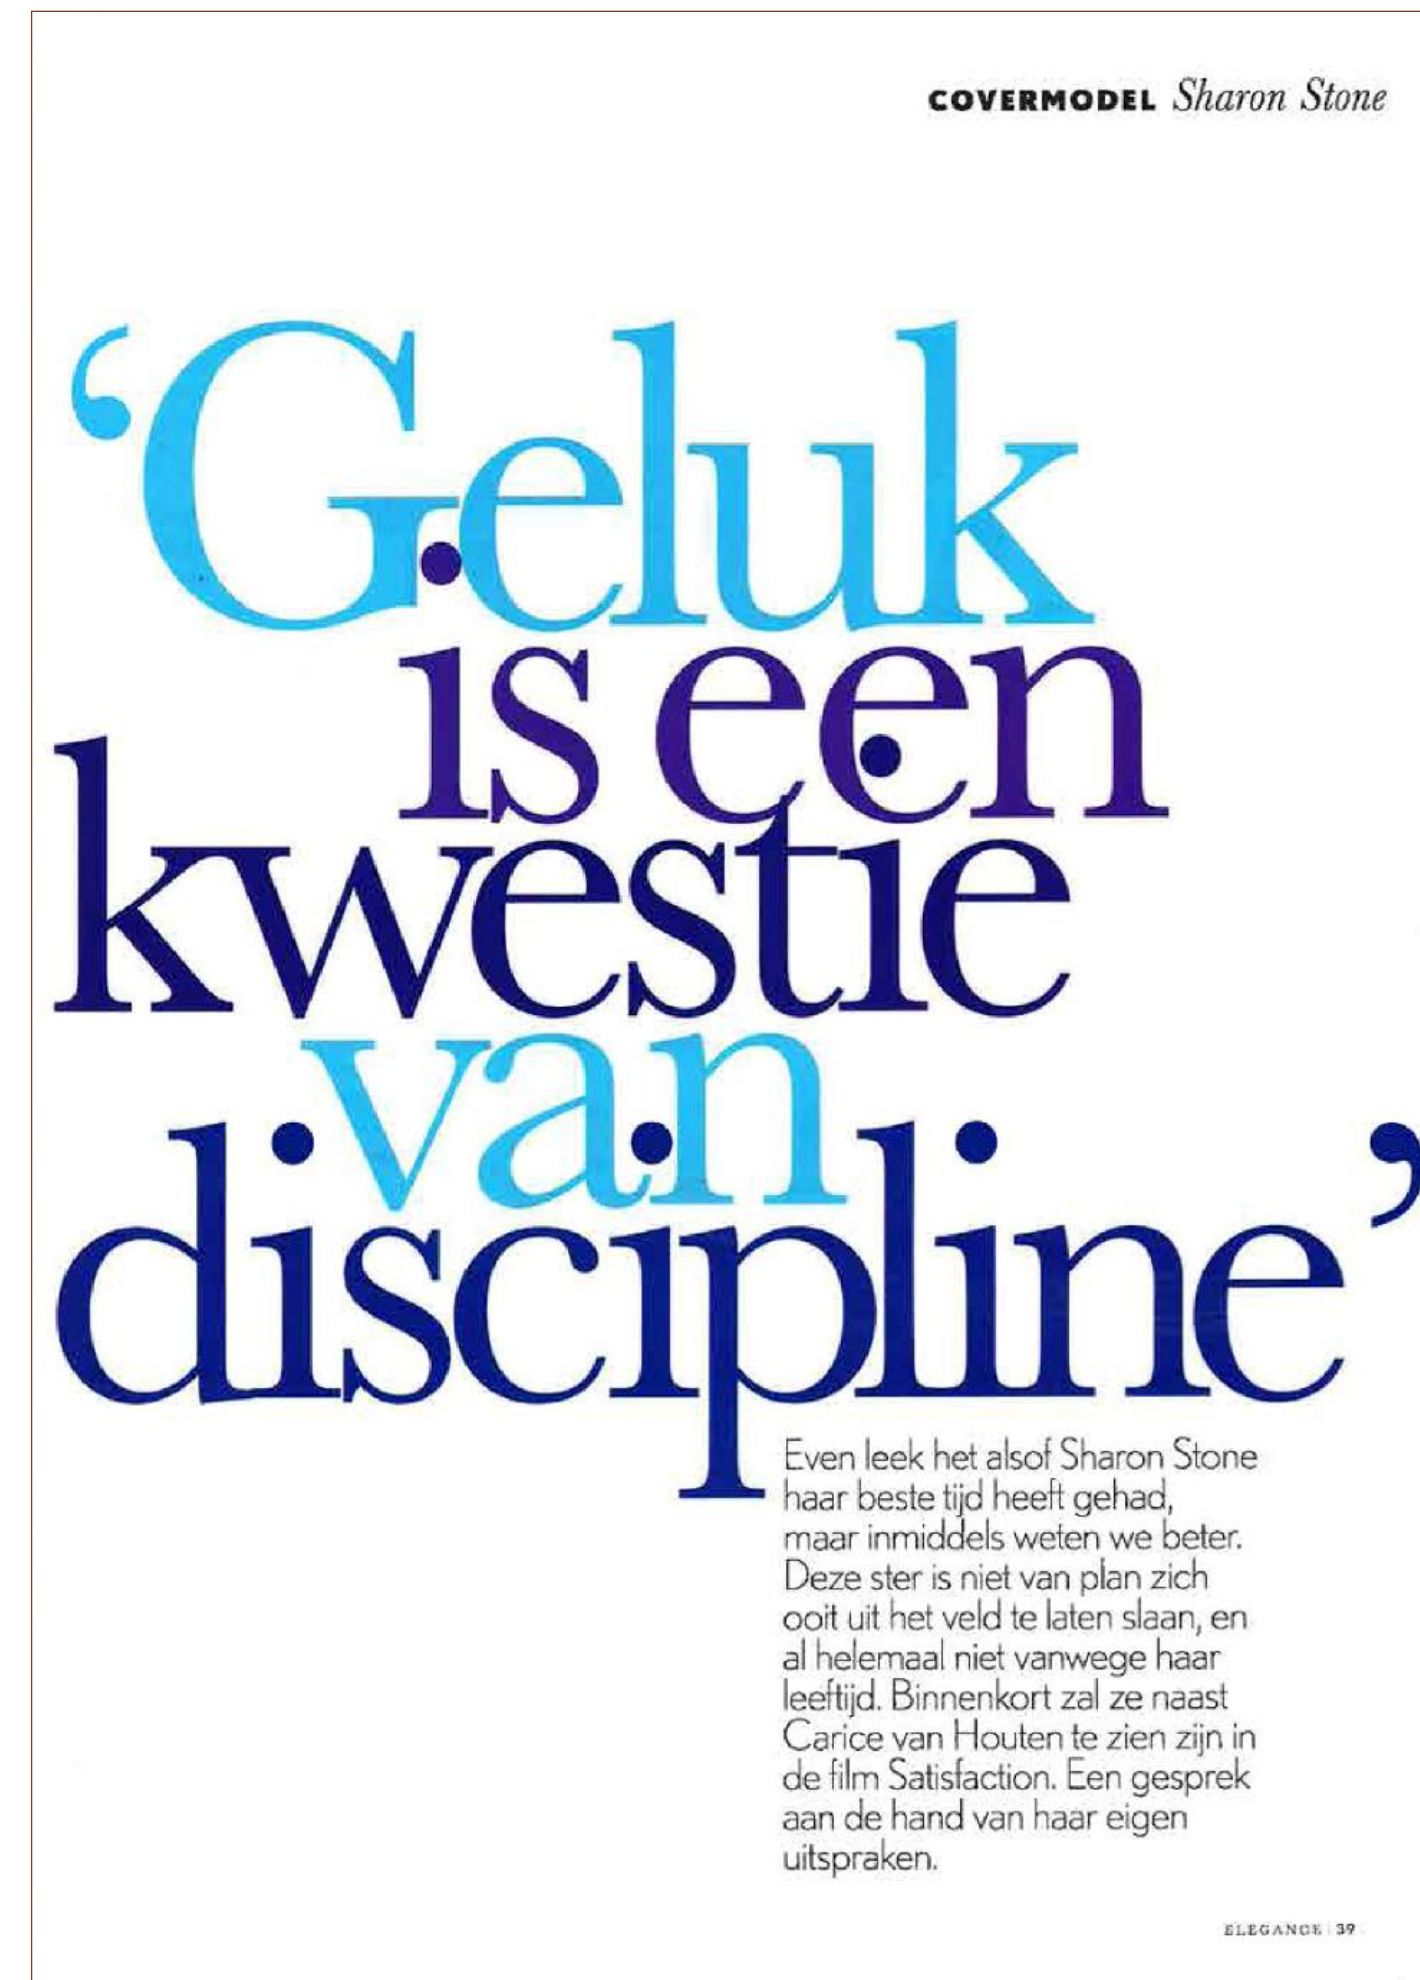 COVERMODEL Sharon Stone
‘Geluk
is een
kwestie
van
discipline’
Even leek het alsof Sharon Stone
haar beste tijd heeft gehad,
maar inmiddels weten we beter.
Deze ster is niet van plan zich
ooit uit het veld te laten slaan, en
al helemaal niet vanwege haar
leeftijd. Binnenkort zal ze naast
Carice van Houten te zien zijn in
de film Satisfaction. Een gesprek
aan de hand van haar eigen
uitspraken.
ELEGANCE | 39